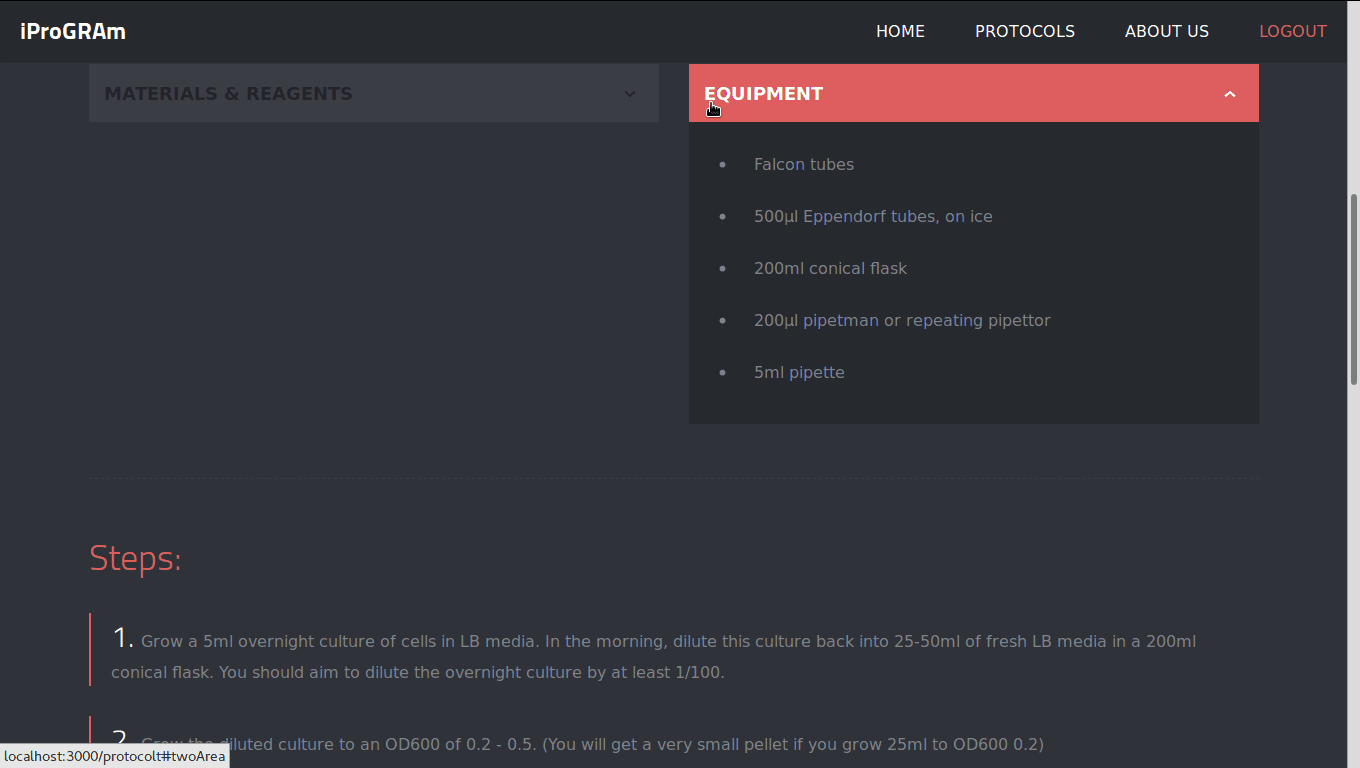 iProGRAm
HOME PROTOCOLS ABOUT US LOGOUT
MATERIALS & REAGENTS
EQUIPMENT
Falcon tubes
500µl Eppendorf tubes, on ice
200ml conical flask
200µl pipetman or repeating pipettor
5ml pipette
Steps:
1. Grow a 5ml overnight culture of cells in LB media. In the morning, dilute this culture back into 25-50ml of fresh LB media in a 200ml
conical flask. You should aim to dilute the overnight culture by at least 1/100.
2. Grow the diluted culture to an OD600 of 0.2 - 0.5. (You will get a very small pellet if you grow 25ml to OD600 0.2)
localhost:3000/protocolt#twoArea